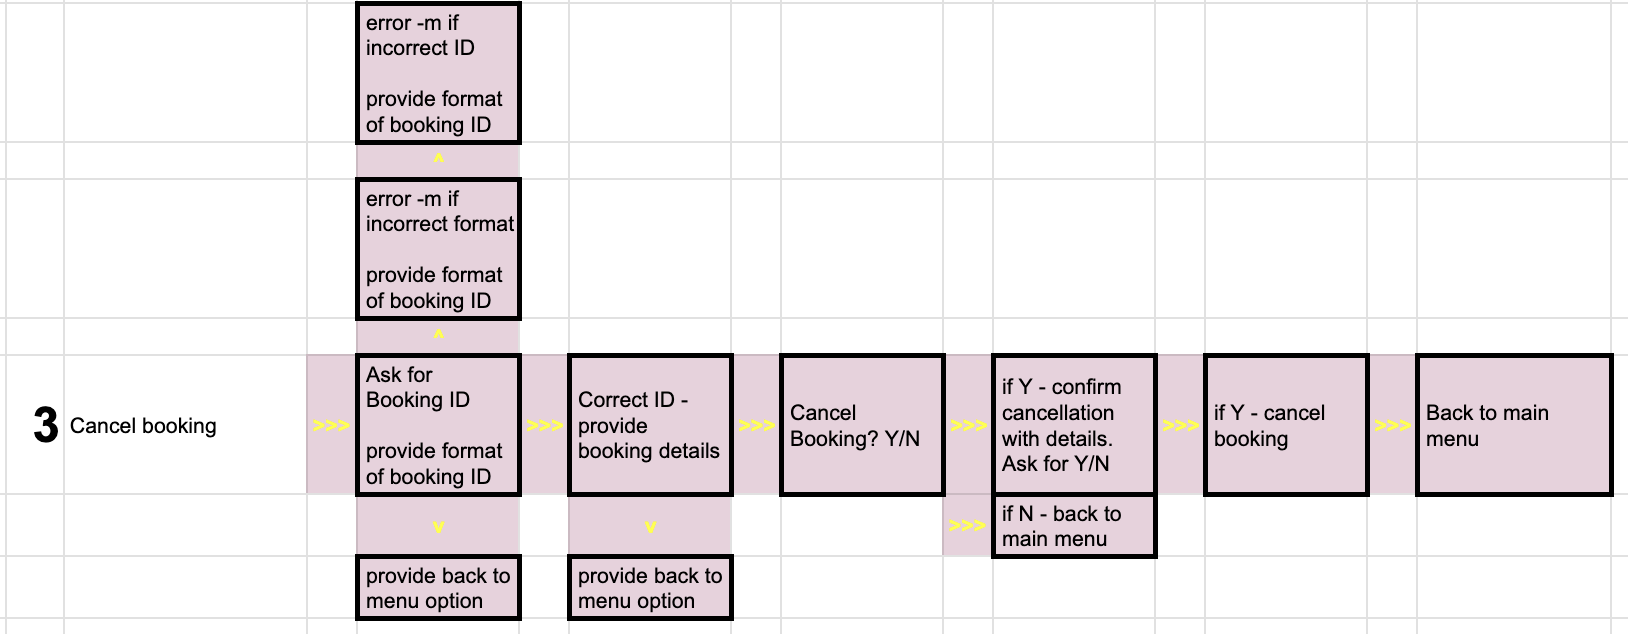 error -m if
incorrect ID
provide format
of booking ID
^
error -m if
incorrect format
provide format
of booking ID
^
3
Cancel booking
>>>
Ask for
Booking ID
provide format
of booking ID
>>>
Correct ID -
provide
booking details
>>>
Cancel
Booking? Y/N
>>>
if Y - confirm
cancellation
with details.
Ask for Y/N
>>>
if Y - cancel
booking
>>>
Back to main
menu
v
v
>>>
if N - back to
main menu
provide back to
menu option
provide back to
menu option